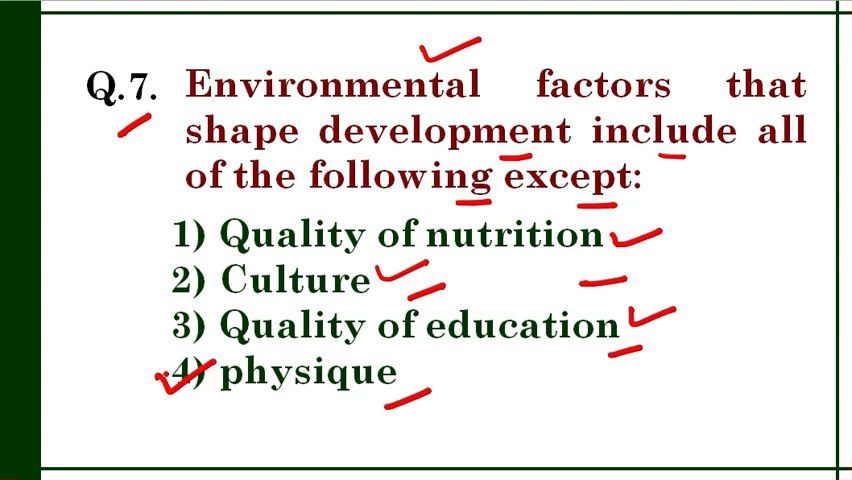 Q.7. Environmental factors that
shape development include all
of the following except:
1) Quality of nutrition
2) Culture
3) Quality of education
4) physique